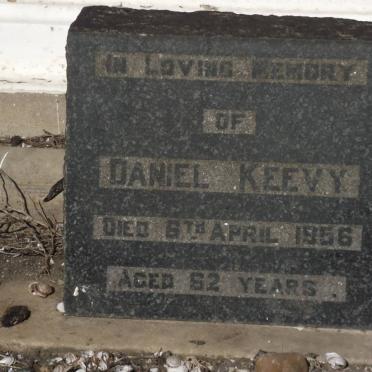 IN LOVING MEMORY
OF
DANIEL KEEVY
DIED 6TH APRIL 1956
AGED 62 YEARS.